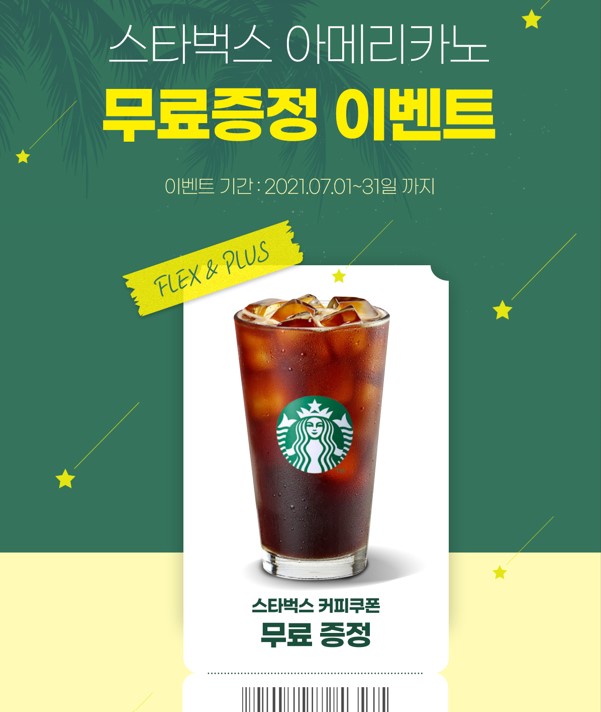 스타벅스 아메리카노
무료증정 이벤트
이벤트 기간 : 2021.07.01~31일 까지
FLEX & PLUS
스타벅스 커피쿠폰
무료 증정